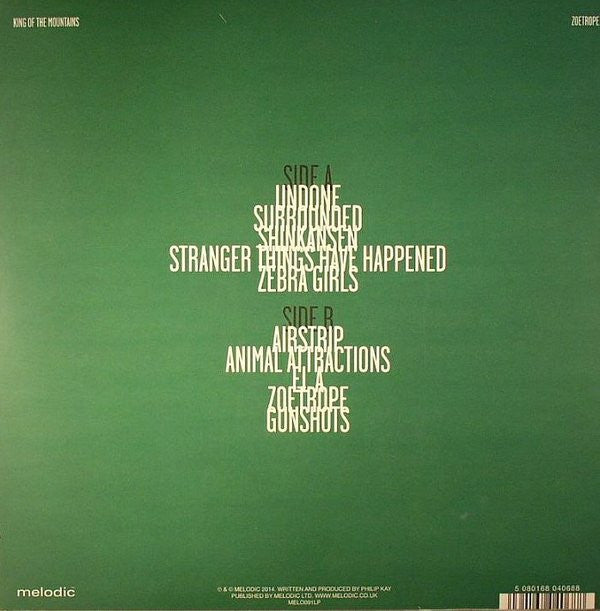 KING OF THE MOUNTAINS
ZOETROPE
SIDE A
UNDONE
SURROUNDED
SHINKANSEN
STRANGER THINGS HAVE HAPPENED
ZEBRA GIRLS
SIDE B
AIRSTRIP
ANIMAL ATTRACTIONS
ELA
ZOETROPE
GUNSHOTS
melodic
℗ & © MELODIC 2014. WRITTEN AND PRODUCED BY PHILIP KAY
PUBLISHED BY MELODIC LTD. WWW.MELODIC.CO.UK
MELO091LP
5 080168 040688